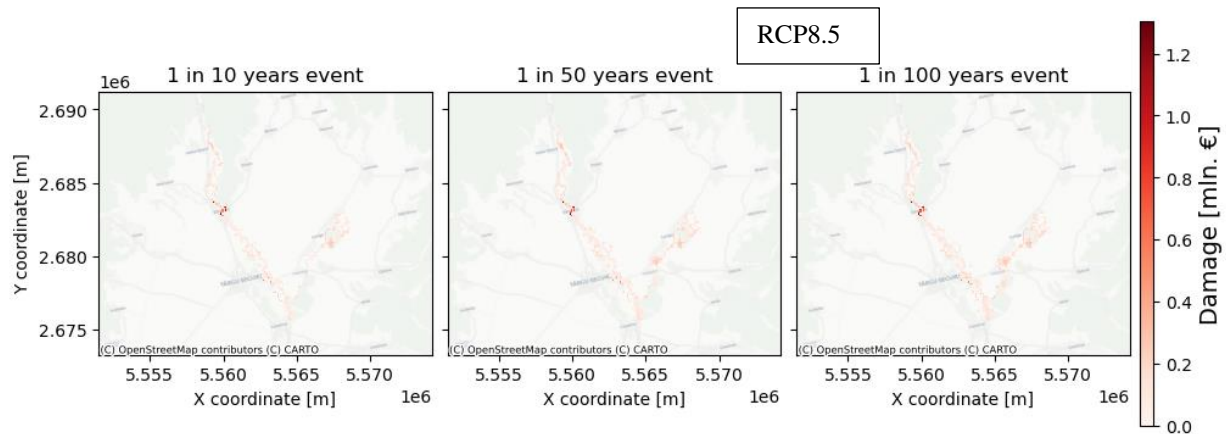 RCP8.5
1 in 10 years event
1 in 50 years event
1 in 100 years event
1e6
2.690
2.685
2.680
2.675
Y coordinate [m]
(C) OpenStreetMap contributors (C) CARTO
(C) OpenStreetMap contributors (C) CARTO
(C) OpenStreetMap contributors (C) CARTO
5.555 5.560 5.565 5.570
5.555 5.560 5.565 5.570
5.555 5.560 5.565 5.570
X coordinate [m] 1e6
X coordinate [m] 1e6
X coordinate [m] 1e6
1.2
1.0
0.8
0.6
0.4
0.2
0.0
Damage [mln. €]